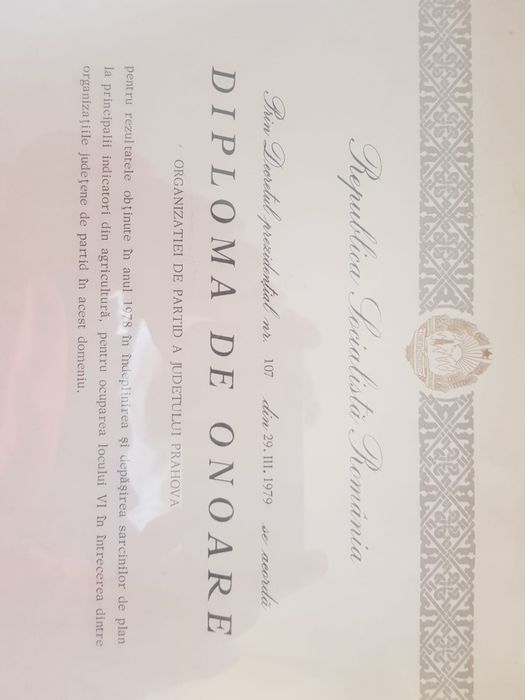 Republica Socialistă România
Prin Decretul prezidențial nr. 107 din 29. III. 1979 se acordă
DIPLOMA DE ONOARE
ORGANIZATIEI DE PARTID A JUDETULUI PRAHOVA
pentru rezultatele obținute în anul 1978 în îndeplinirea și depășirea sarcinilor de plan
la principalii indicatori din agricultură, pentru ocuparea locului VI în întrecerea dintre
organizațiile județene de partid în acest domeniu.